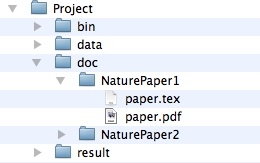 Project
bin
data
doc
NaturePaper1
paper.tex
paper.pdf
NaturePaper2
result